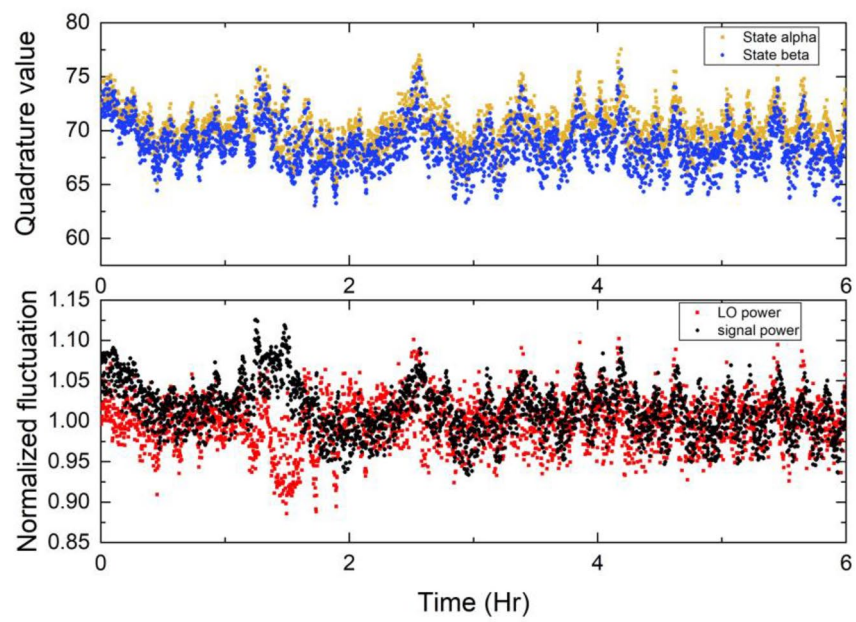 80
75
70
65
60
Quadrature value
State alpha
State beta
0 2 4 6
1.15
1.10
1.05
1.00
0.95
0.90
0.85
Normalized fluctuation
LO power
signal power
0 2 4 6
Time (Hr)